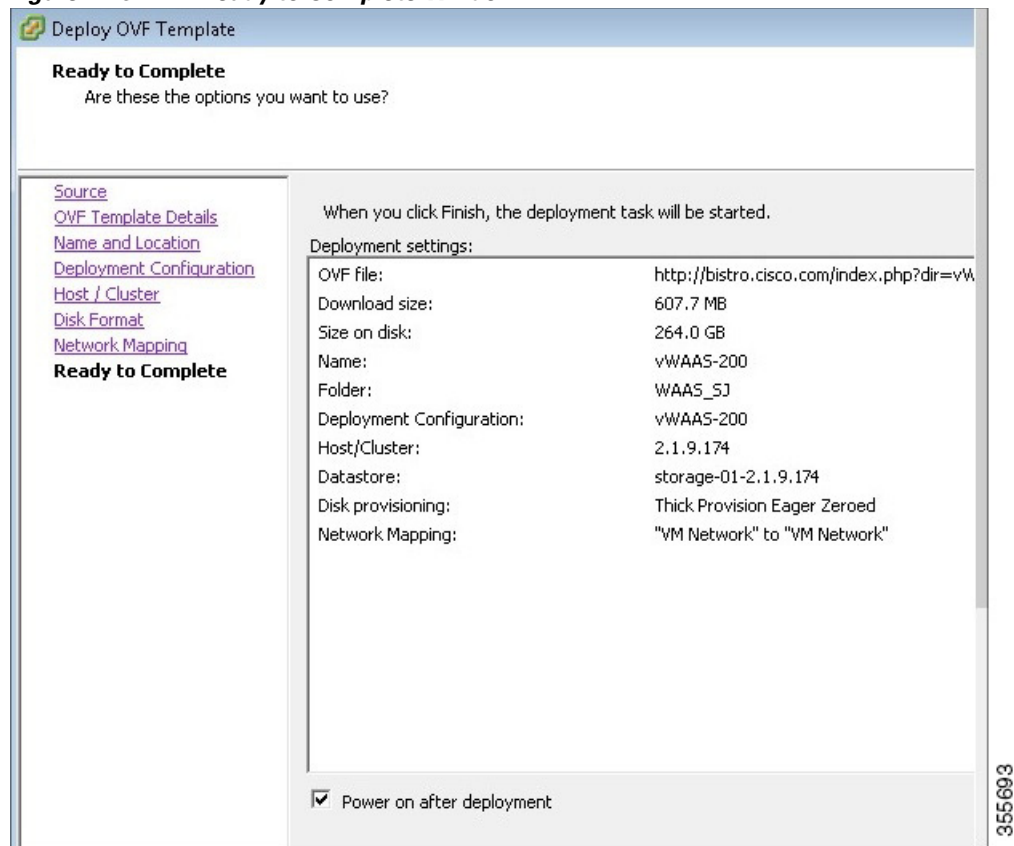 Deploy OVF Template
Ready to Complete
Are these the options you want to use?
Source
OVF Template Details
Name and Location
Deployment Configuration
Host / Cluster
Disk Format
Network Mapping
Ready to Complete
When you click Finish, the deployment task will be started.
Deployment settings:
OVF file: http://bistro.cisco.com/index.php?dir=vW
Download size: 607.7 MB
Size on disk: 264.0 GB
Name: vWAAS-200
Folder: WAAS_SJ
Deployment Configuration: vWAAS-200
Host/Cluster: 2.1.9.174
Datastore: storage-01-2.1.9.174
Disk provisioning: Thick Provision Eager Zeroed
Network Mapping: "VM Network" to "VM Network"
Power on after deployment
355693